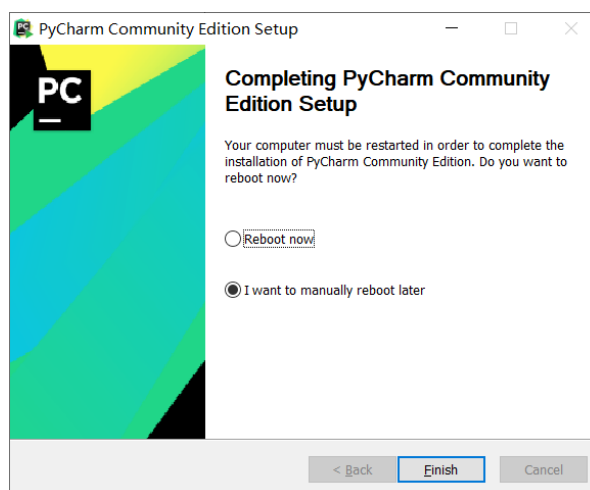 PyCharm Community Edition Setup
PC
Completing PyCharm Community
Edition Setup
Your computer must be restarted in order to complete the
installation of PyCharm Community Edition. Do you want to
reboot now?
Reboot now
I want to manually reboot later
< Back
Finish
Cancel